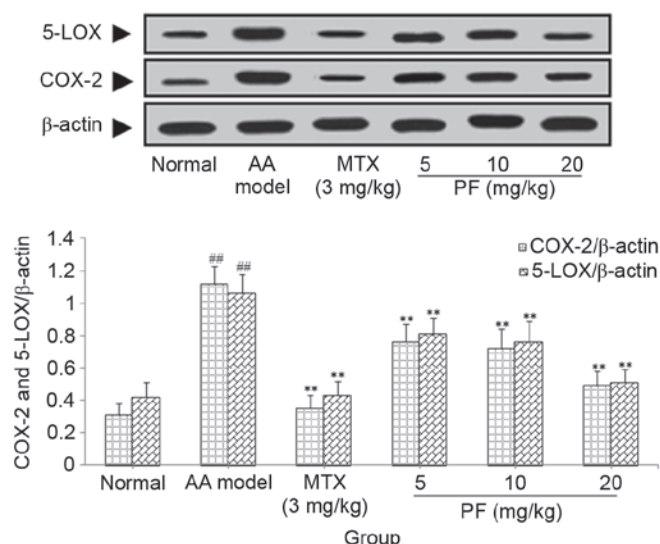 5-LOX
COX-2
β-actin
Normal AA model MTX (3 mg/kg) 5 10 20
PF (mg/kg)
COX-2 and 5-LOX/β-actin
1.4
1.2
1
0.8
0.6
0.4
0.2
0
COX-2/β-actin
5-LOX/β-actin
## ##
** **
** **
** **
** **
Normal AA model MTX (3 mg/kg) 5 10 20
PF (mg/kg)
Group